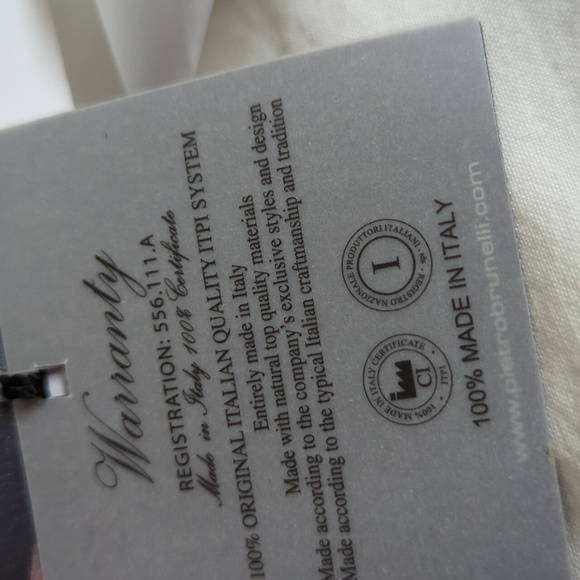 Warranty
REGISTRATION: 556.111.A
Made in Italy 100% Certificate
100% ORIGINAL ITALIAN QUALITY ITPI SYSTEM
Entirely made in Italy
Made with natural top quality materials
Made according to the company's exclusive styles and design
Made according to the typical Italian craftmanship and tradition
100% MADE IN ITALY CERTIFICATE • ITPI •
CI
REGISTRO NAZIONALE PRODUTTORI ITALIANI
I
100% MADE IN ITALY
www.pietrobrunelli.com